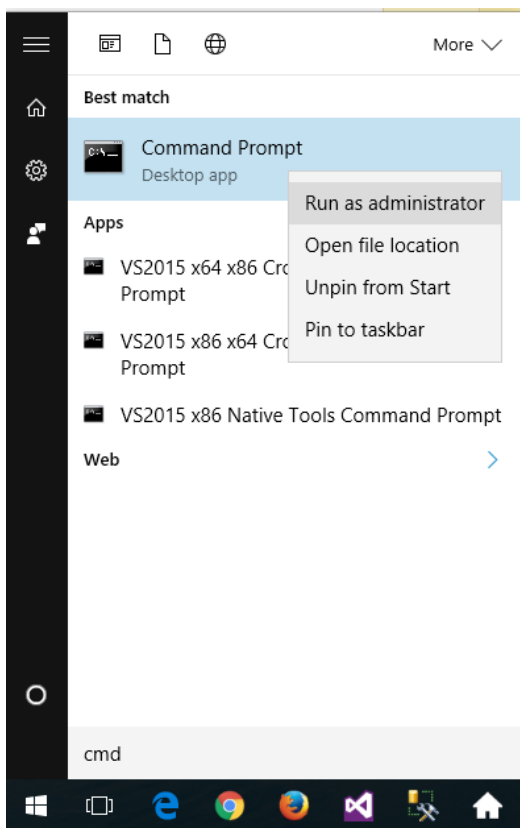 More
Best match
Command Prompt
Desktop app
Run as administrator
Apps
Open file location
VS2015 x64 x86 Cro
Prompt
Unpin from Start
Pin to taskbar
VS2015 x86 x64 Cro
Prompt
VS2015 x86 Native Tools Command Prompt
Web
cmd